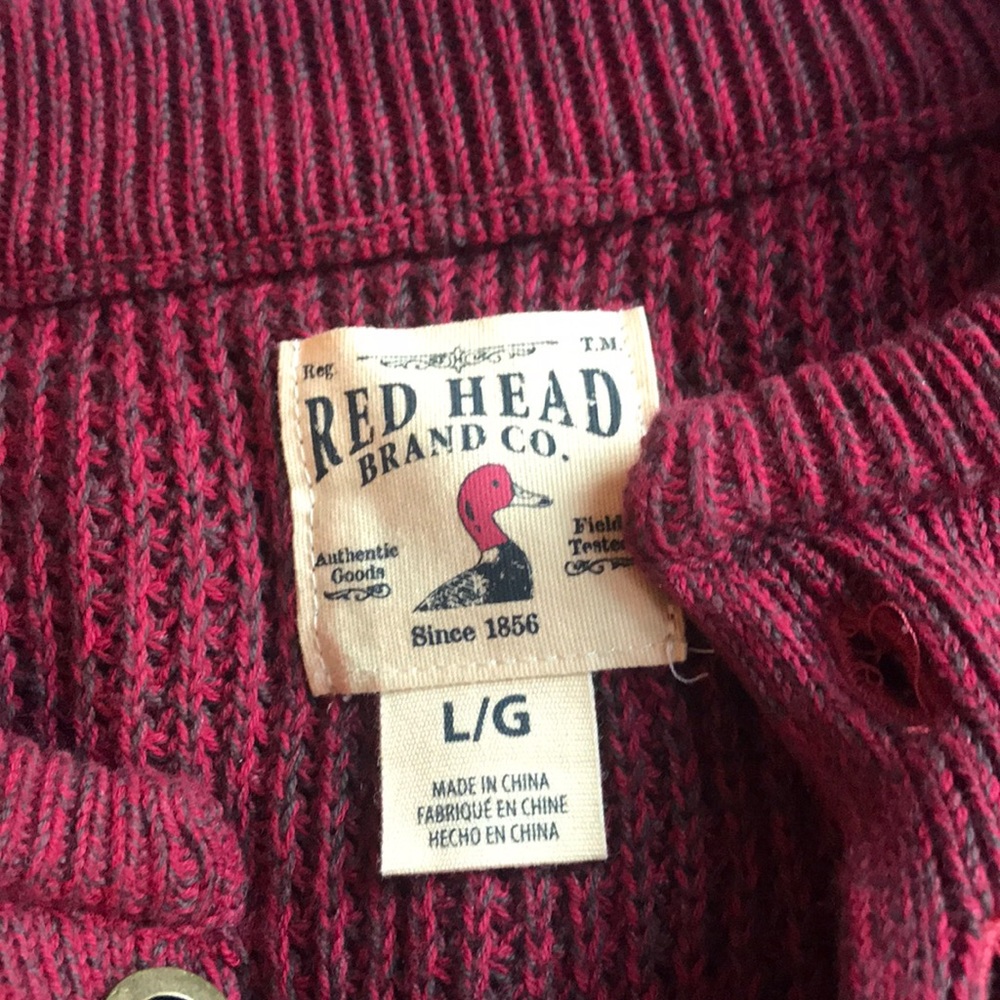 Reg. T.M.
RED HEAD
BRAND CO.
Authentic
Goods
Field
Since 1856
L/G
MADE IN CHINA
FABRIQUÉ EN CHINE
HECHO EN CHINA